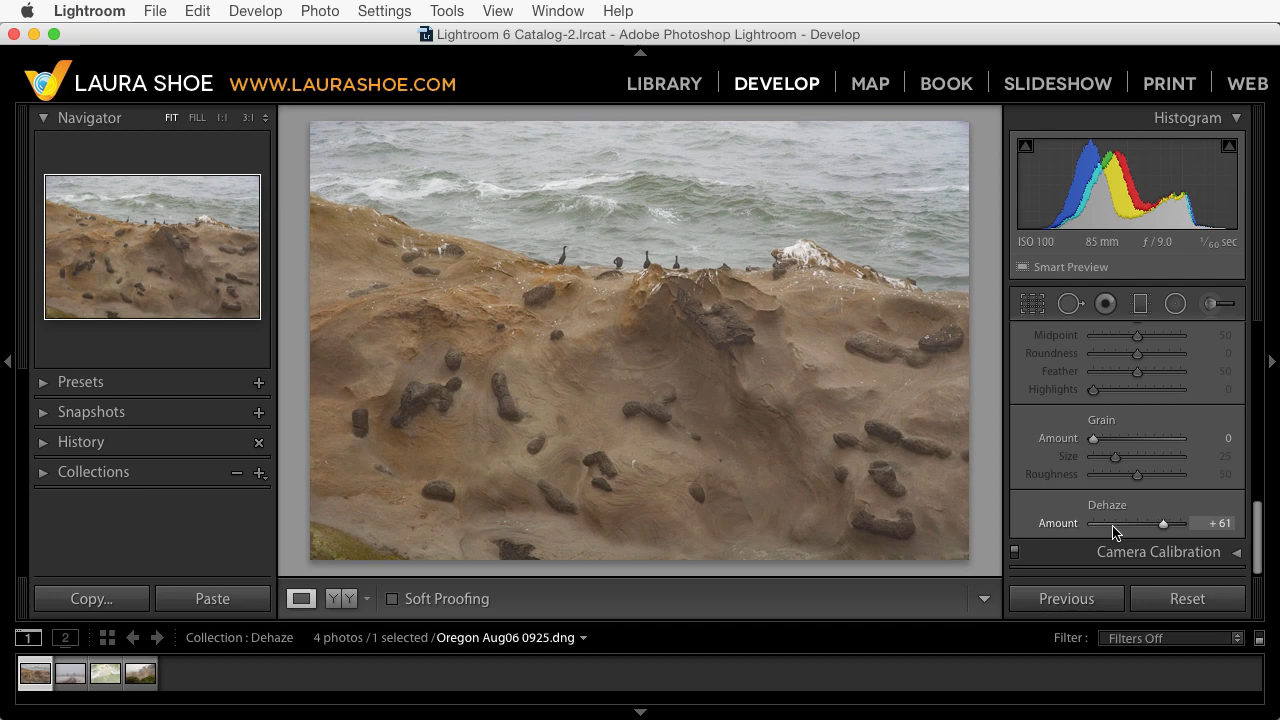 Lightroom File Edit Develop Photo Settings Tools View Window Help
Lr Lightroom 6 Catalog-2.lrcat - Adobe Photoshop Lightroom - Develop
LAURA SHOE WWW.LAURASHOE.COM LIBRARY DEVELOP MAP BOOK SLIDESHOW PRINT WEB
Navigator FIT FILL 1:1 3:1
Histogram
ISO 100 85 mm ƒ / 9.0 1/60 sec
Smart Preview
Midpoint 50
Roundness 0
Feather 50
Highlights 0
Grain
Amount 0
Size 25
Roughness 50
Dehaze
Amount + 61
Camera Calibration
Presets
Snapshots
History
Collections
Copy... Paste
YY Soft Proofing
Previous Reset
1 2 Collection : Dehaze 4 photos / 1 selected / Oregon Aug06 0925.dng Filter : Filters Off